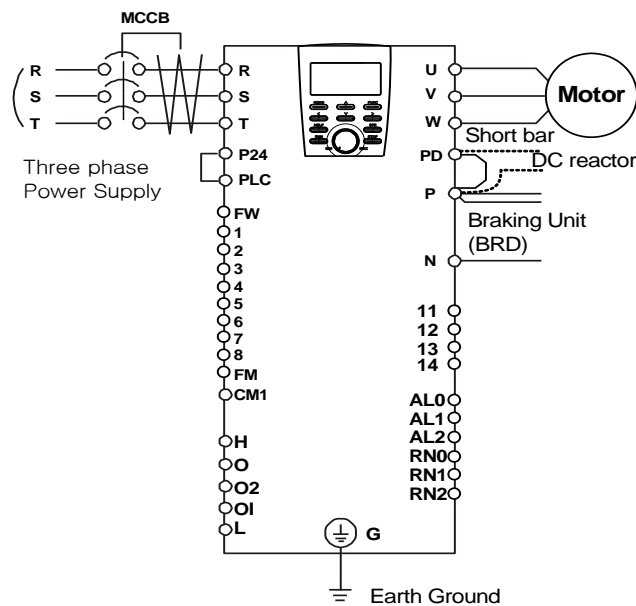 MCCB
R
S
T
Three phase
Power Supply
R
S
T
P24
PLC
FW
1
2
3
4
5
6
7
8
FM
CM1
H
O
O2
OI
L
G
Earth Ground
U
V
W
Motor
Short bar
PD
DC reactor
P
Braking Unit
(BRD)
N
11
12
13
14
AL0
AL1
AL2
RN0
RN1
RN2